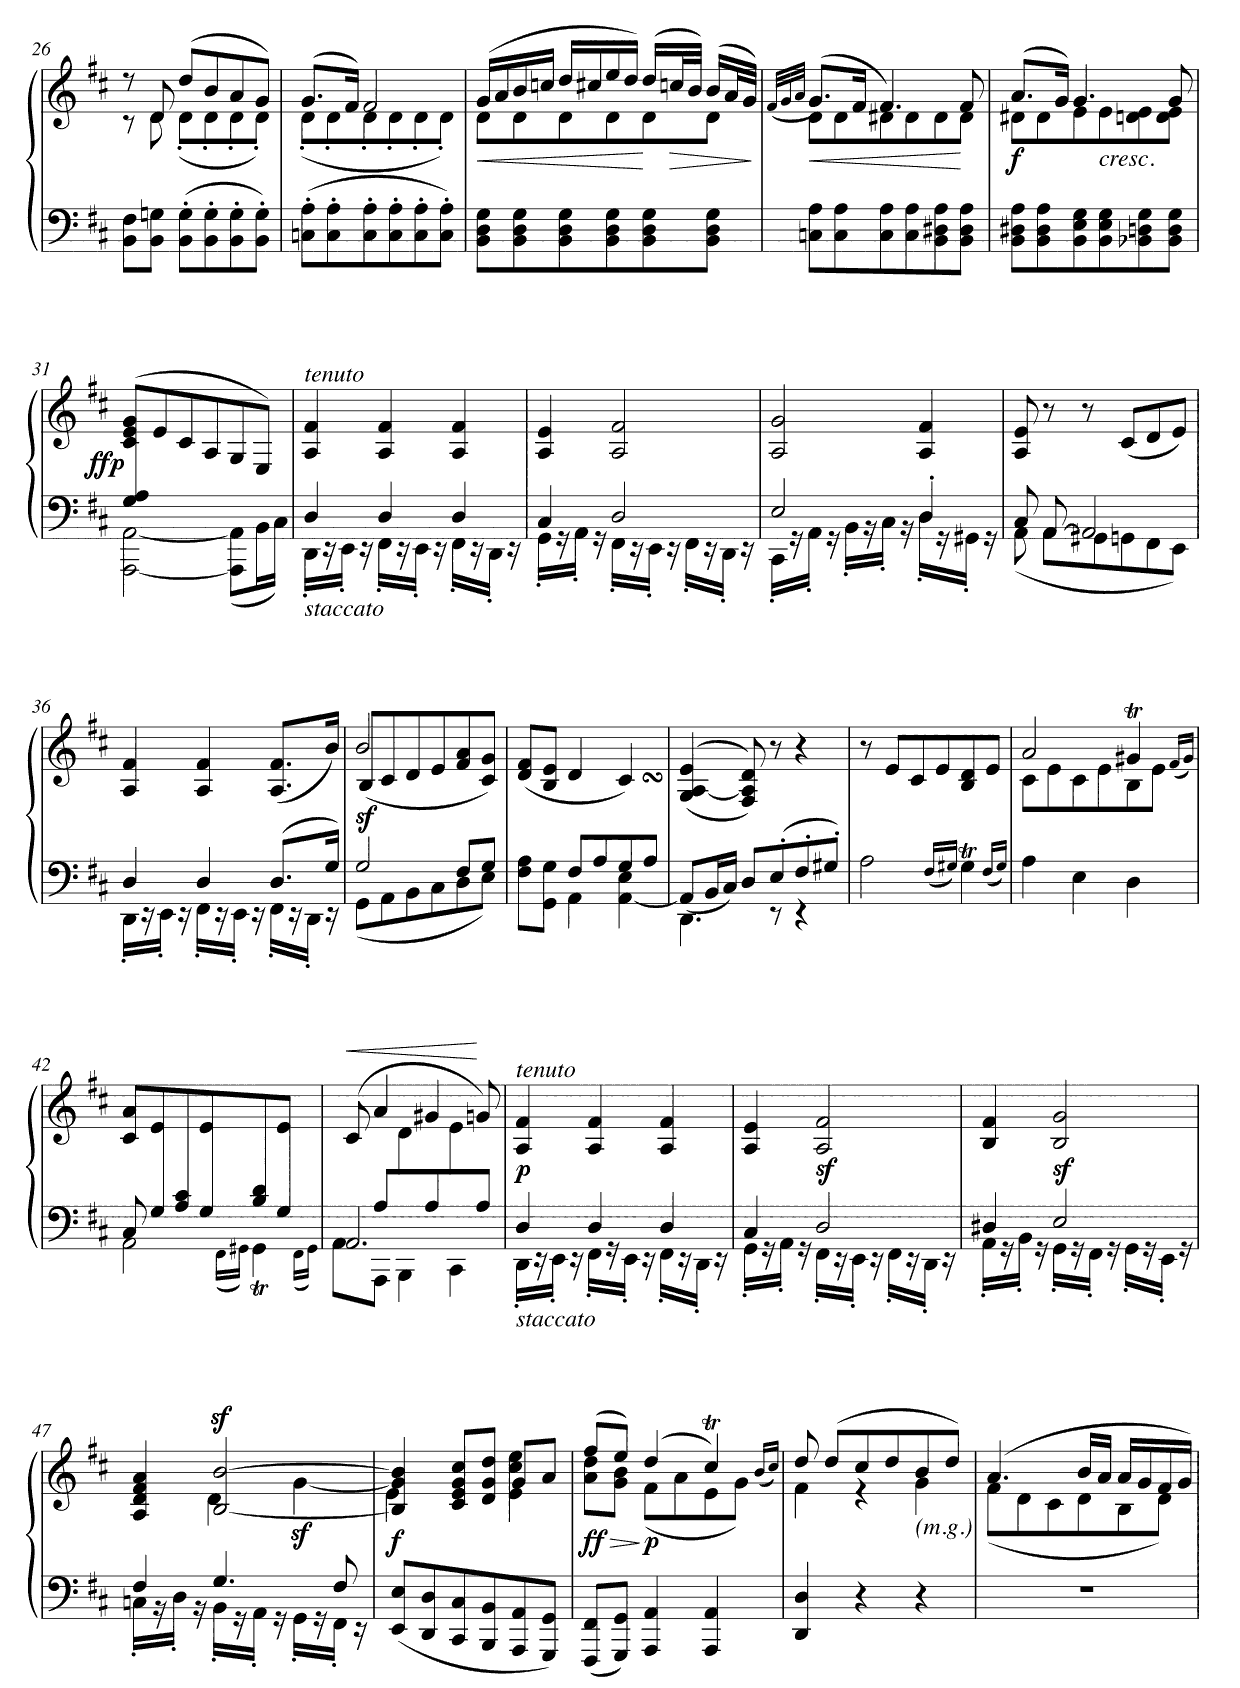 26
f
cresc.
31
tenuto
ffp
staccato
36
tr
sf
tr
42
tr
tenuto
p
sf
sf
staccato
47
sf
tr
sf
f
ff
p
(m.g.)